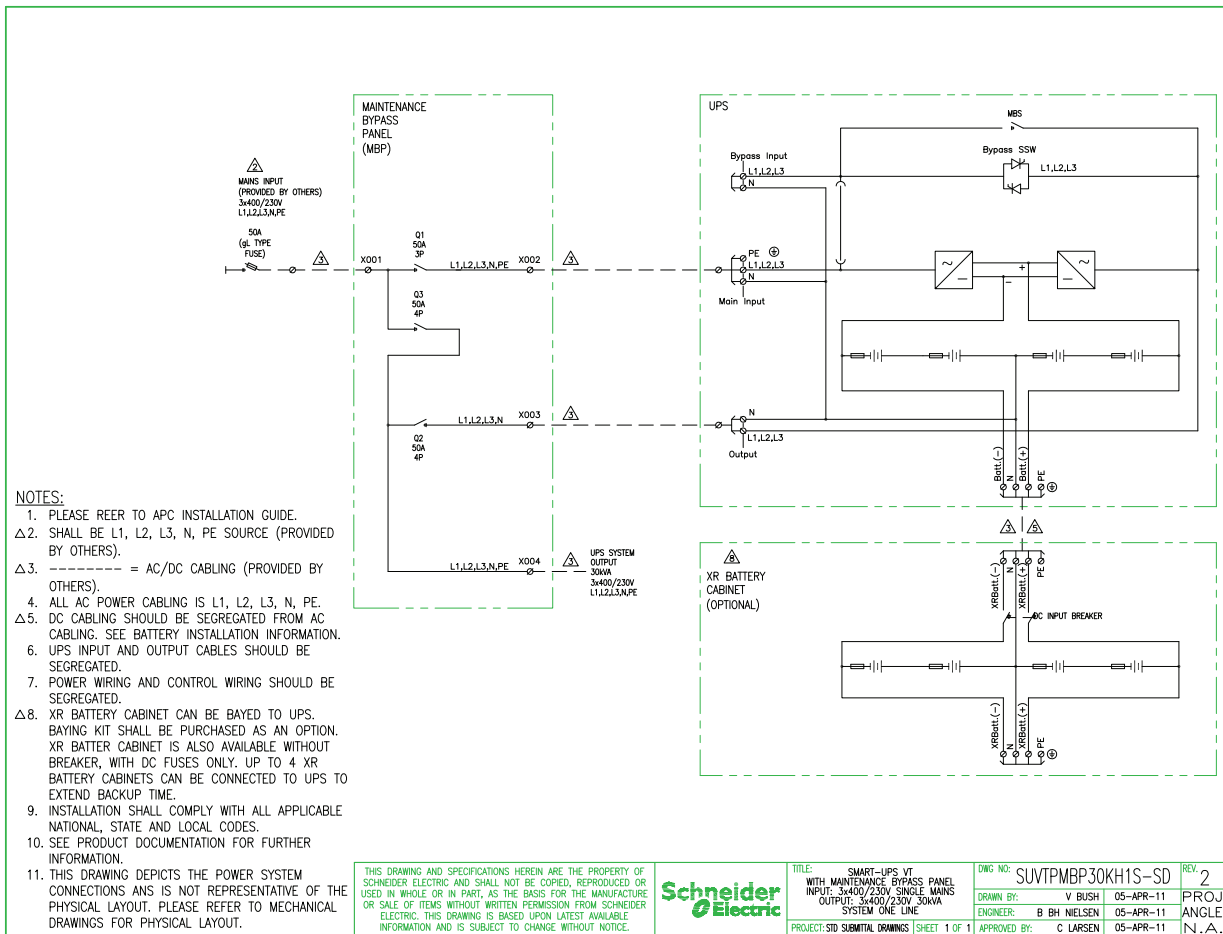 MAINTENANCE
BYPASS
PANEL
(MBP)
UPS
MBS
Bypass SSW
L1,L2,L3
Bypass Input
L1,L2,L3
N
2
MAINS INPUT
(PROVIDED BY OTHERS)
3x400/230V
L1,L2,L3,N,PE
50A
(gL TYPE
FUSE)
3
X001
Q1
50A
3P
L1,L2,L3,N,PE
X002
3
PE
L1,L2,L3
N
Main Input
~
+
-
~
Q3
50A
4P
Q2
50A
4P
L1,L2,L3,N
X003
3
N
L1,L2,L3
Output
Batt.(-)
N
Batt.(+)
PE
3
5
L1,L2,L3,N,PE
X004
3
UPS SYSTEM
OUTPUT
30kVA
3x400/230V
L1,L2,L3,N,PE
8
XR BATTERY
CABINET
(OPTIONAL)
XRBatt.(-)
N
XRBatt.(+)
PE
DC INPUT BREAKER
XRBatt.(-)
N
XRBatt.(+)
PE
NOTES:
1. PLEASE REER TO APC INSTALLATION GUIDE.
△2. SHALL BE L1, L2, L3, N, PE SOURCE (PROVIDED
BY OTHERS).
△3. --------- = AC/DC CABLING (PROVIDED BY
OTHERS).
4. ALL AC POWER CABLING IS L1, L2, L3, N, PE.
△5. DC CABLING SHOULD BE SEGREGATED FROM AC
CABLING. SEE BATTERY INSTALLATION INFORMATION.
6. UPS INPUT AND OUTPUT CABLES SHOULD BE
SEGREGATED.
7. POWER WIRING AND CONTROL WIRING SHOULD BE
SEGREGATED.
△8. XR BATTERY CABINET CAN BE BAYED TO UPS.
BAYING KIT SHALL BE PURCHASED AS AN OPTION.
XR BATTER CABINET IS ALSO AVAILABLE WITHOUT
BREAKER, WITH DC FUSES ONLY. UP TO 4 XR
BATTERY CABINETS CAN BE CONNECTED TO UPS TO
EXTEND BACKUP TIME.
9. INSTALLATION SHALL COMPLY WITH ALL APPLICABLE
NATIONAL, STATE AND LOCAL CODES.
10. SEE PRODUCT DOCUMENTATION FOR FURTHER
INFORMATION.
11. THIS DRAWING DEPICTS THE POWER SYSTEM
CONNECTIONS ANS IS NOT REPRESENTATIVE OF THE
PHYSICAL LAYOUT. PLEASE REFER TO MECHANICAL
DRAWINGS FOR PHYSICAL LAYOUT.
THIS DRAWING AND SPECIFICATIONS HEREIN ARE THE PROPERTY OF
SCHNEIDER ELECTRIC AND SHALL NOT BE COPIED, REPRODUCED OR
USED IN WHOLE OR IN PART, AS THE BASIS FOR THE MANUFACTURE
OR SALE OF ITEMS WITHOUT WRITTEN PERMISSION FROM SCHNEIDER
ELECTRIC. THIS DRAWING IS BASED UPON LATEST AVAILABLE
INFORMATION AND IS SUBJECT TO CHANGE WITHOUT NOTICE.
Schneider
Electric
TITLE: SMART-UPS VT
WITH MAINTENANCE BYPASS PANEL
INPUT: 3x400/230V SINGLE MAINS
OUTPUT: 3x400/230V 30kVA
SYSTEM ONE LINE
PROJECT: STD SUBMITTAL DRAWINGS SHEET 1 OF 1
DWG NO: SUVTPMBP30KH1S-SD
REV. 2
DRAWN BY: V BUSH 05-APR-11
ENGINEER: B BH NIELSEN 05-APR-11
APPROVED BY: C LARSEN 05-APR-11
PROJ
ANGLE
N.A.